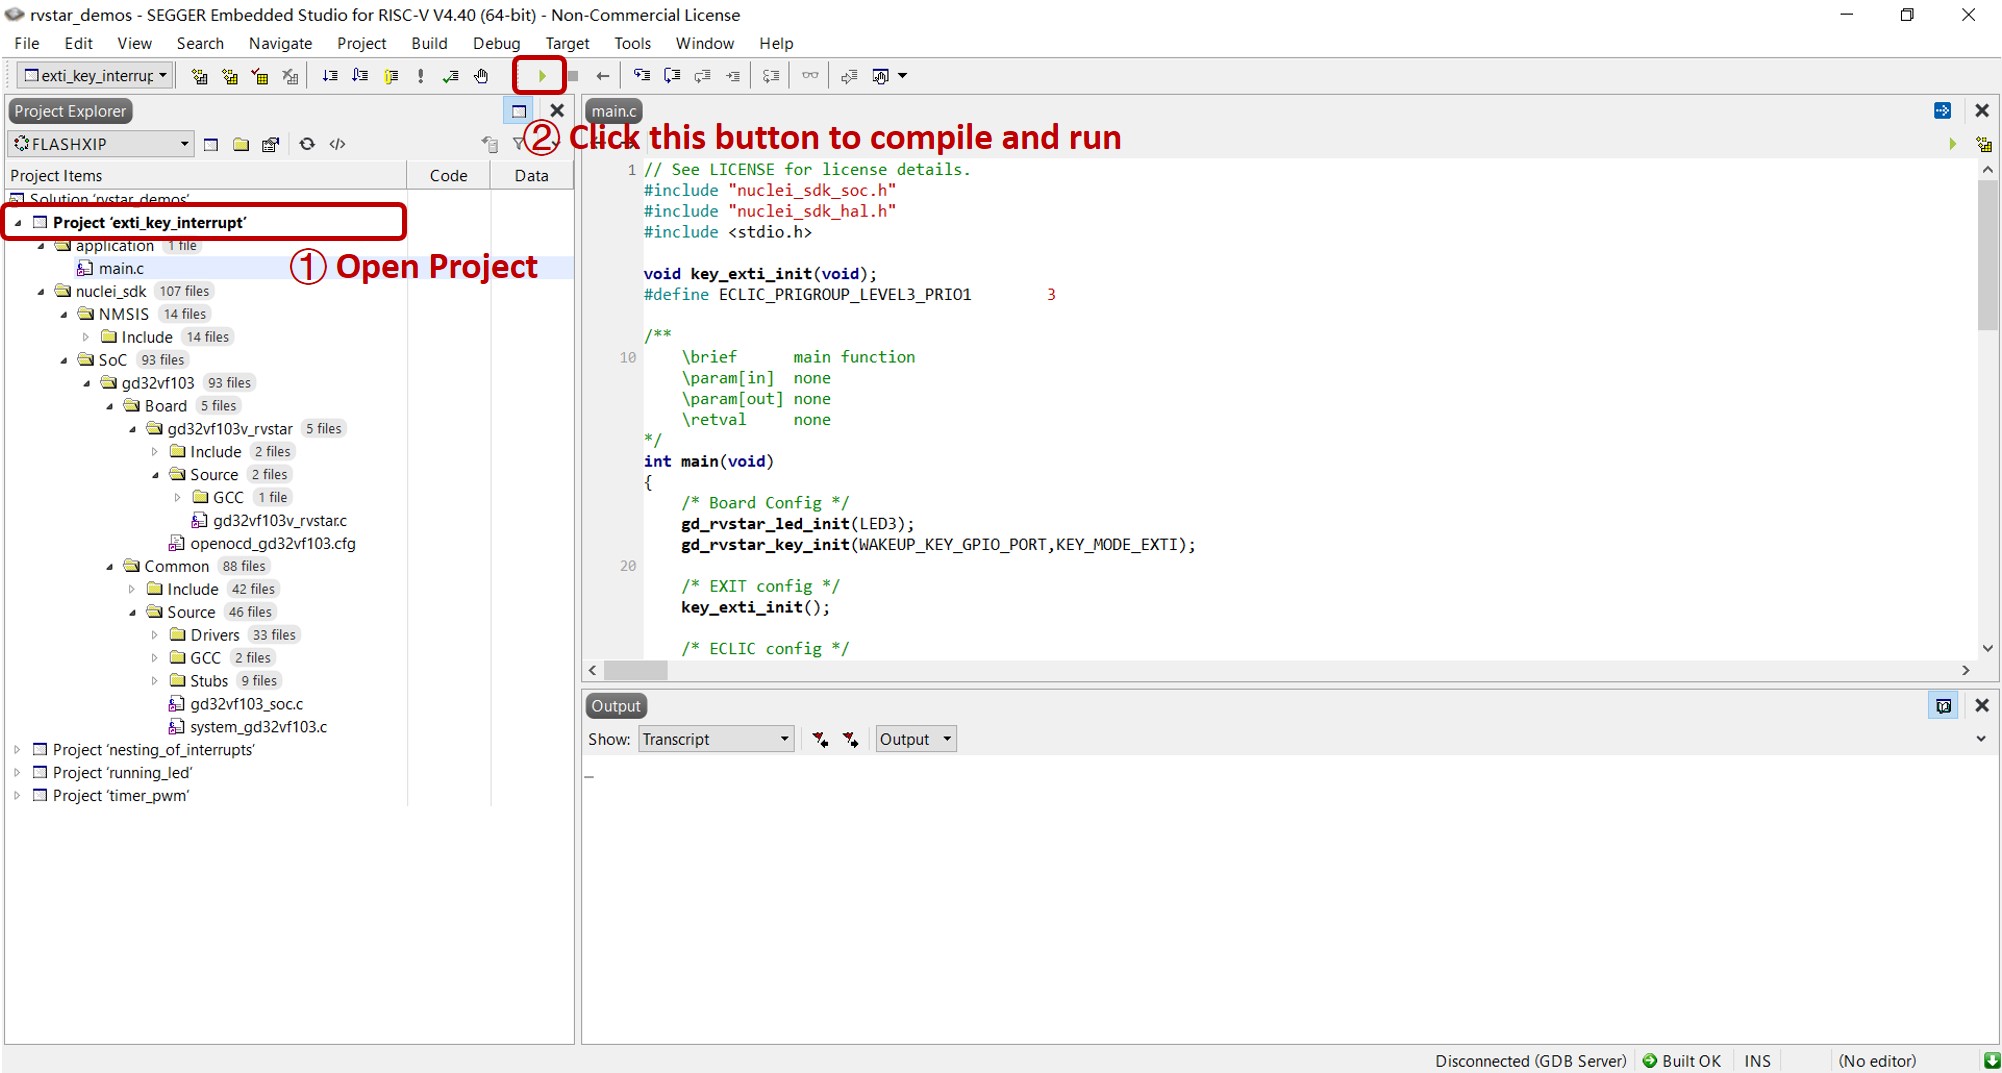 rvstar_demos - SEGGER Embedded Studio for RISC-V V4.40 (64-bit) - Non-Commercial License
File Edit View Search Navigate Project Build Debug Target Tools Window Help
exti_key_interrup
Project Explorer
main.c
FLASHXIP
② Click this button to compile and run
Project Items Code Data
Solution 'rvstar_demos'
Project 'exti_key_interrupt'
application 1 file
main.c
① Open Project
nuclei_sdk 107 files
NMSIS 14 files
Include 14 files
SoC 93 files
gd32vf103 93 files
Board 5 files
gd32vf103v_rvstar 5 files
Include 2 files
Source 2 files
GCC 1 file
gd32vf103v_rvstar.c
openocd_gd32vf103.cfg
Common 88 files
Include 42 files
Source 46 files
Drivers 33 files
GCC 2 files
Stubs 9 files
gd32vf103_soc.c
system_gd32vf103.c
Project 'nesting_of_interrupts'
Project 'running_led'
Project 'timer_pwm'
1 // See LICENSE for license details.
#include "nuclei_sdk_soc.h"
#include "nuclei_sdk_hal.h"
#include <stdio.h>
void key_exti_init(void);
#define ECLIC_PRIGROUP_LEVEL3_PRIO1 3
/**
10 \brief main function
\param[in] none
\param[out] none
\retval none
*/
int main(void)
{
/* Board Config */
gd_rvstar_led_init(LED3);
gd_rvstar_key_init(WAKEUP_KEY_GPIO_PORT,KEY_MODE_EXTI);
20
/* EXIT config */
key_exti_init();
/* ECLIC config */
Output
Show: Transcript Output
Disconnected (GDB Server) Built OK INS (No editor)